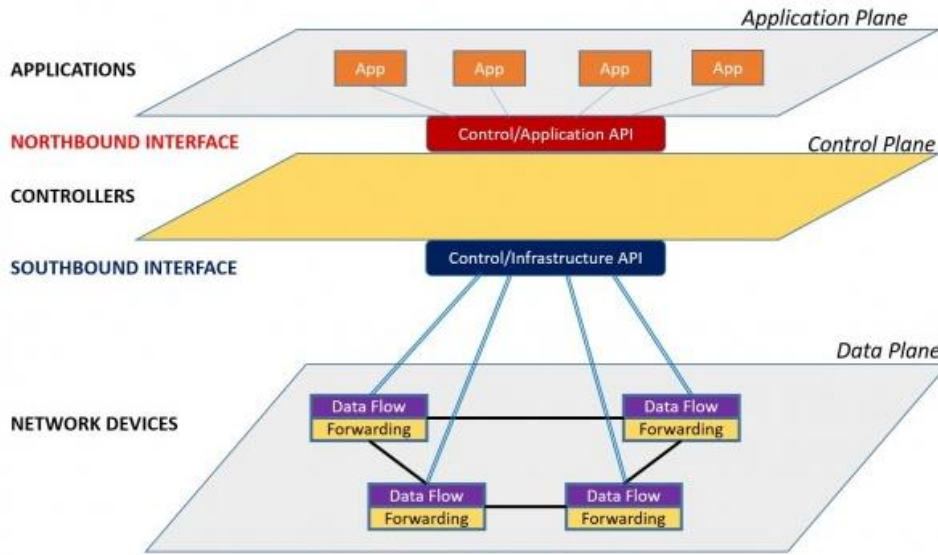 Application Plane
APPLICATIONS
App App App App
NORTHBOUND INTERFACE
Control/Application API
Control Plane
CONTROLLERS
SOUTHBOUND INTERFACE
Control/Infrastructure API
Data Plane
NETWORK DEVICES
Data Flow
Forwarding
Data Flow
Forwarding
Data Flow
Forwarding
Data Flow
Forwarding